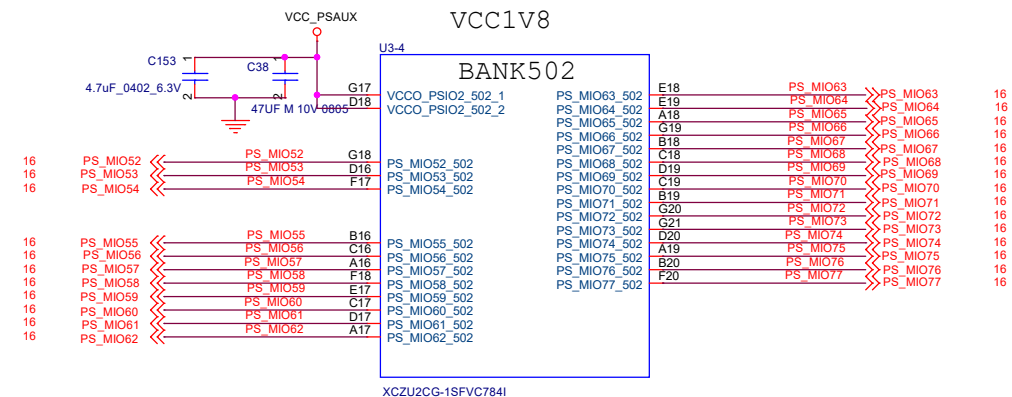 VCC_PSAUX
VCC1V8
U3-4
BANK502
C153 1 2
4.7uF_0402_6.3V
C38 1 2
47UF M 10V 0805
G17 VCCO_PSIO2_502_1
D18 VCCO_PSIO2_502_2
16 PS_MIO52 PS_MIO52 G18 PS_MIO52_502
16 PS_MIO53 PS_MIO53 D16 PS_MIO53_502
16 PS_MIO54 PS_MIO54 F17 PS_MIO54_502
16 PS_MIO55 PS_MIO55 B16 PS_MIO55_502
16 PS_MIO56 PS_MIO56 C16 PS_MIO56_502
16 PS_MIO57 PS_MIO57 A16 PS_MIO57_502
16 PS_MIO58 PS_MIO58 F18 PS_MIO58_502
16 PS_MIO59 PS_MIO59 E17 PS_MIO59_502
16 PS_MIO60 PS_MIO60 C17 PS_MIO60_502
16 PS_MIO61 PS_MIO61 D17 PS_MIO61_502
16 PS_MIO62 PS_MIO62 A17 PS_MIO62_502
PS_MIO63_502 E18 PS_MIO63 PS_MIO63 16
PS_MIO64_502 E19 PS_MIO64 PS_MIO64 16
PS_MIO65_502 A18 PS_MIO65 PS_MIO65 16
PS_MIO66_502 G19 PS_MIO66 PS_MIO66 16
PS_MIO67_502 B18 PS_MIO67 PS_MIO67 16
PS_MIO68_502 C18 PS_MIO68 PS_MIO68 16
PS_MIO69_502 D19 PS_MIO69 PS_MIO69 16
PS_MIO70_502 C19 PS_MIO70 PS_MIO70 16
PS_MIO71_502 B19 PS_MIO71 PS_MIO71 16
PS_MIO72_502 G20 PS_MIO72 PS_MIO72 16
PS_MIO73_502 G21 PS_MIO73 PS_MIO73 16
PS_MIO74_502 D20 PS_MIO74 PS_MIO74 16
PS_MIO75_502 A19 PS_MIO75 PS_MIO75 16
PS_MIO76_502 B20 PS_MIO76 PS_MIO76 16
PS_MIO77_502 F20 PS_MIO77 PS_MIO77 16
XCZU2CG-1SFVC784I